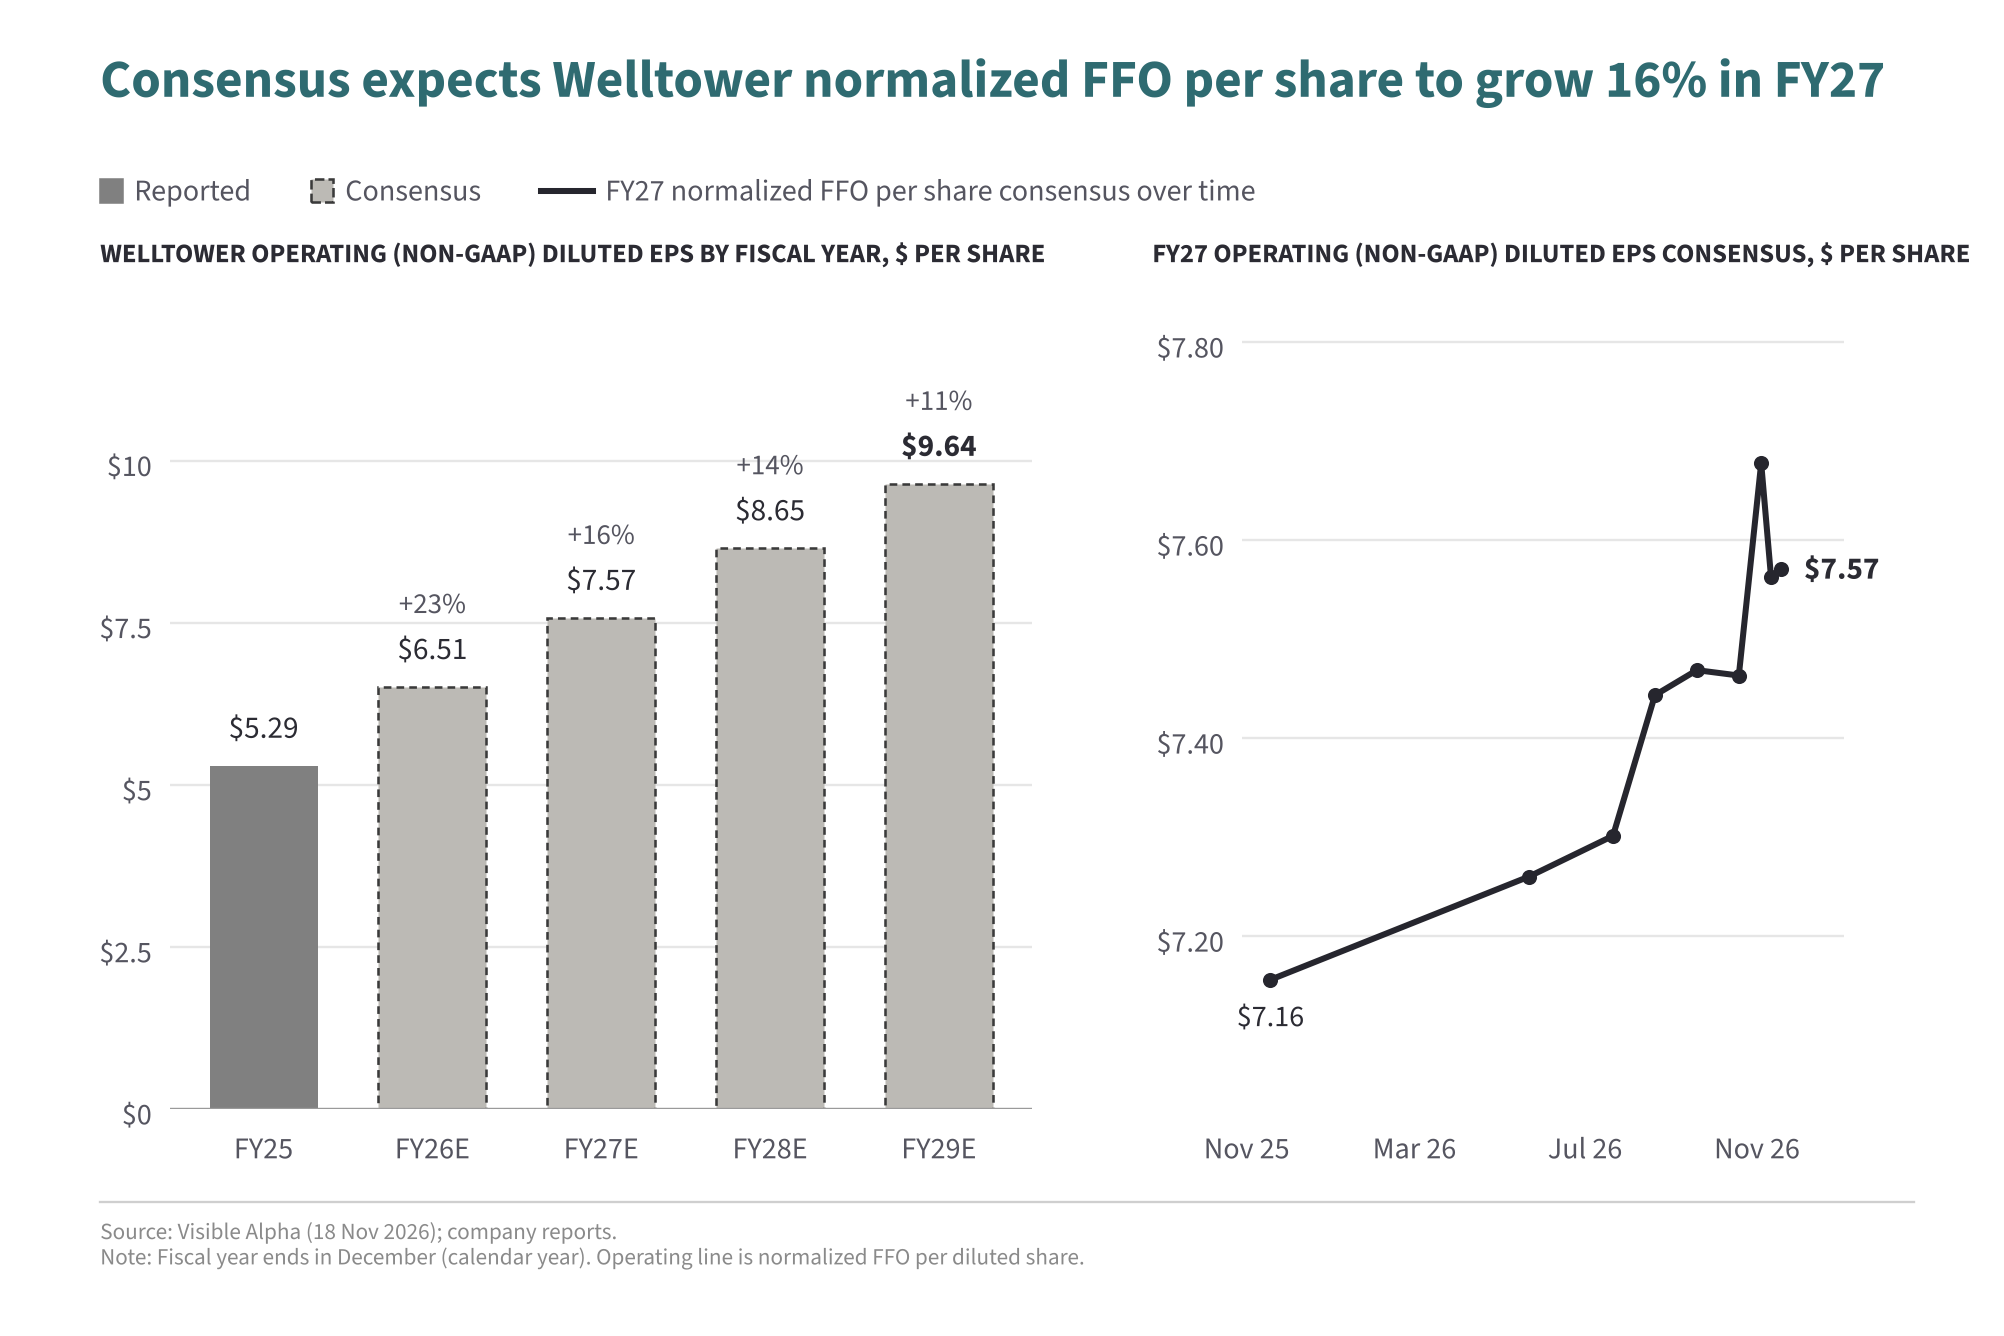 Consensus expects Welltower normalized FFO per share to grow 16% in FY27
Reported
Consensus
FY27 normalized FFO per share consensus over time
WELLTOWER OPERATING (NON-GAAP) DILUTED EPS BY FISCAL YEAR, $ PER SHARE
$10
$7.5
$5
$2.5
$0
$5.29
+23%
$6.51
+16%
$7.57
+14%
$8.65
+11%
$9.64
FY25
FY26E
FY27E
FY28E
FY29E
FY27 OPERATING (NON-GAAP) DILUTED EPS CONSENSUS, $ PER SHARE
$7.80
$7.60
$7.40
$7.20
$7.16
$7.57
Nov 25
Mar 26
Jul 26
Nov 26
Source: Visible Alpha (18 Nov 2026); company reports.
Note: Fiscal year ends in December (calendar year). Operating line is normalized FFO per diluted share.